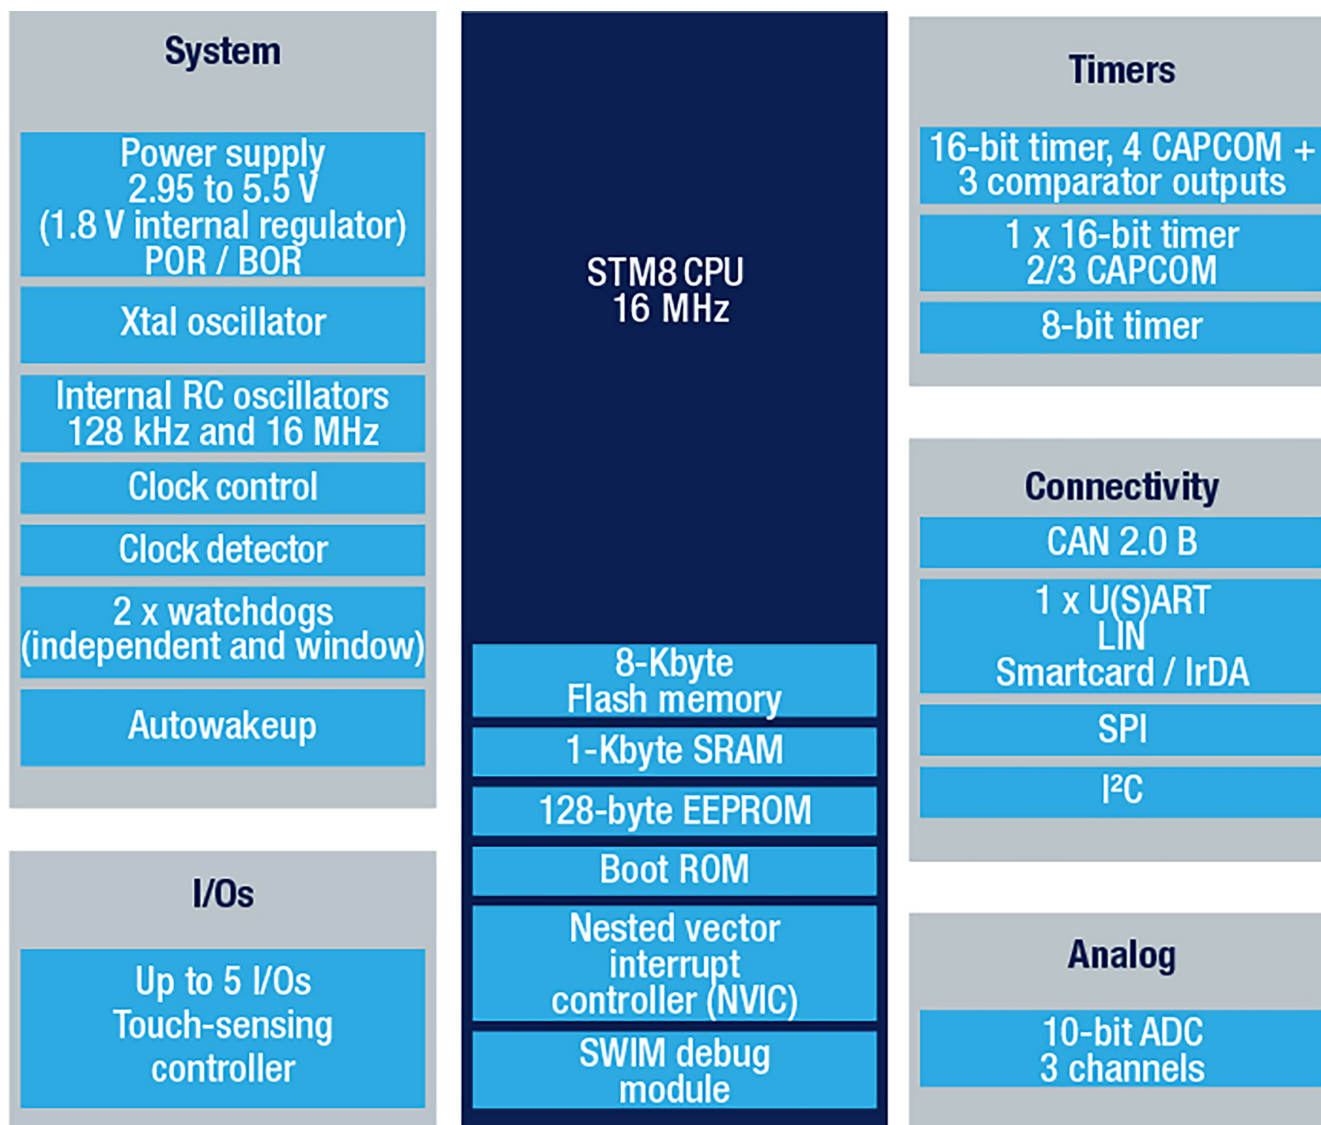 System
Power supply
2.95 to 5.5 V
(1.8 V internal regulator)
POR / BOR
Xtal oscillator
Internal RC oscillators
128 kHz and 16 MHz
Clock control
Clock detector
2 x watchdogs
(independent and window)
Autowakeup
I/Os
Up to 5 I/Os
Touch-sensing
controller
STM8 CPU
16 MHz
8-Kbyte
Flash memory
1-Kbyte SRAM
128-byte EEPROM
Boot ROM
Nested vector
interrupt
controller (NVIC)
SWIM debug
module
Timers
16-bit timer, 4 CAPCOM +
3 comparator outputs
1 x 16-bit timer
2/3 CAPCOM
8-bit timer
Connectivity
CAN 2.0 B
1 x U(S)ART
LIN
Smartcard / IrDA
SPI
I²C
Analog
10-bit ADC
3 channels